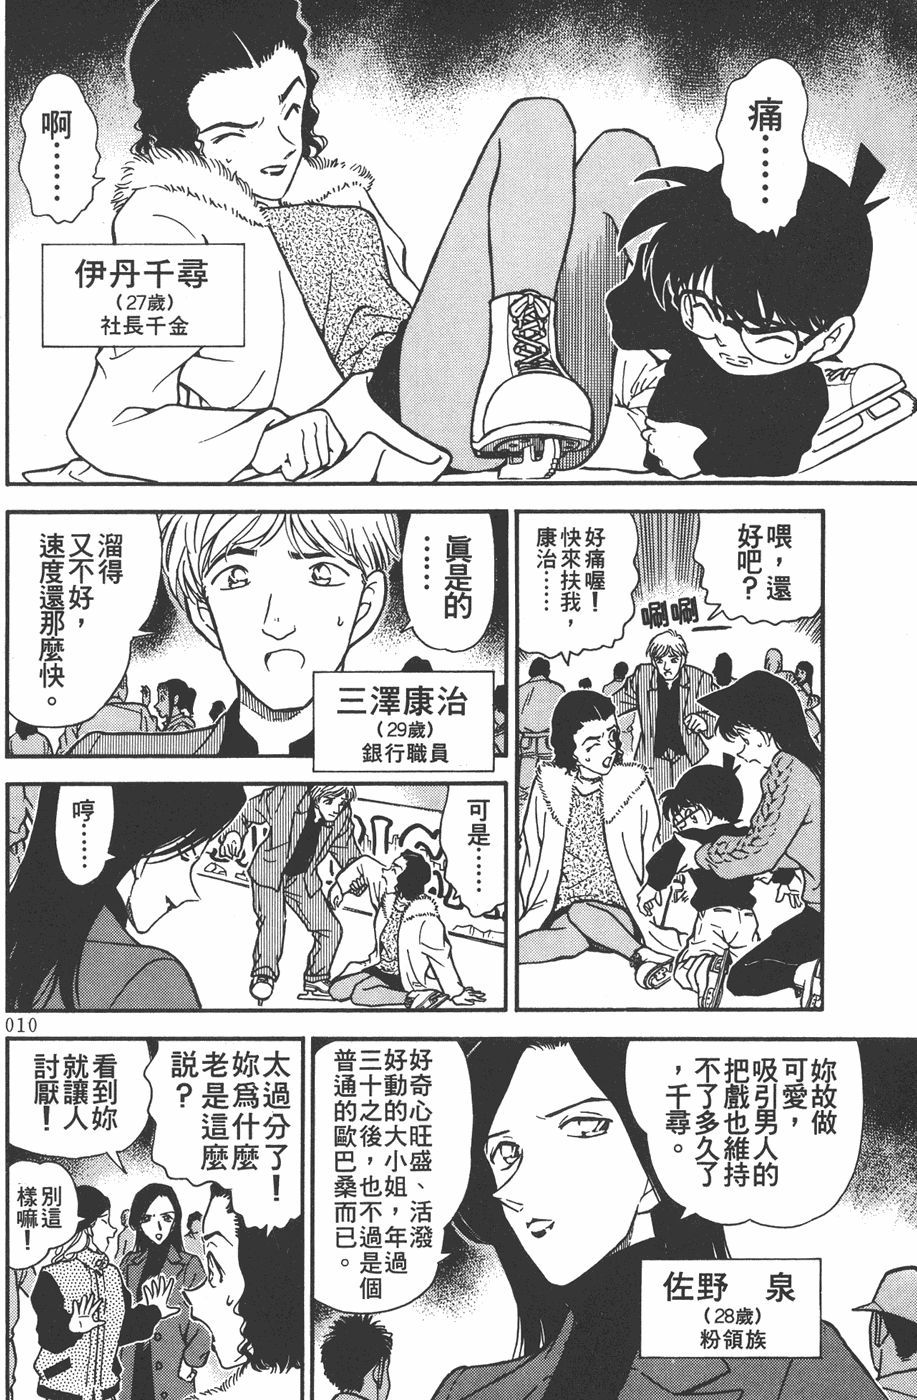 痛……
啊……
伊丹千尋
(27歲)
社長千金
喂，還
好吧？
唰唰
好痛喔！
快來扶我，
康治……
真是的
……
溜得
又不好，
速度還那麼快。
三澤康治
(29歲)
銀行職員
可是……
哼……
010
妳故做
可愛，
吸引男人的
把戲也維持
不了多久了
，千尋。
好奇心旺盛、活潑
好動的大小姐，年過
三十之後，也不過是個
普通的歐巴桑而已。
佐野　泉
(28歲)
粉領族
太過分了！
妳為什麼
老是這麼
說？
看到妳
就讓人
討厭！
別這
樣嘛！